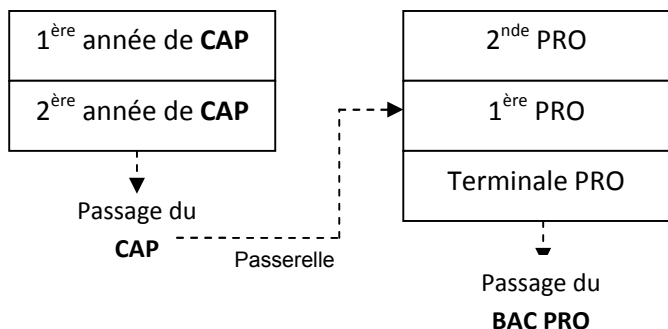 1ère année de CAP
2ère année de CAP
Passage du
CAP
Passerelle
2nde PRO
1ère PRO
Terminale PRO
Passage du
BAC PRO